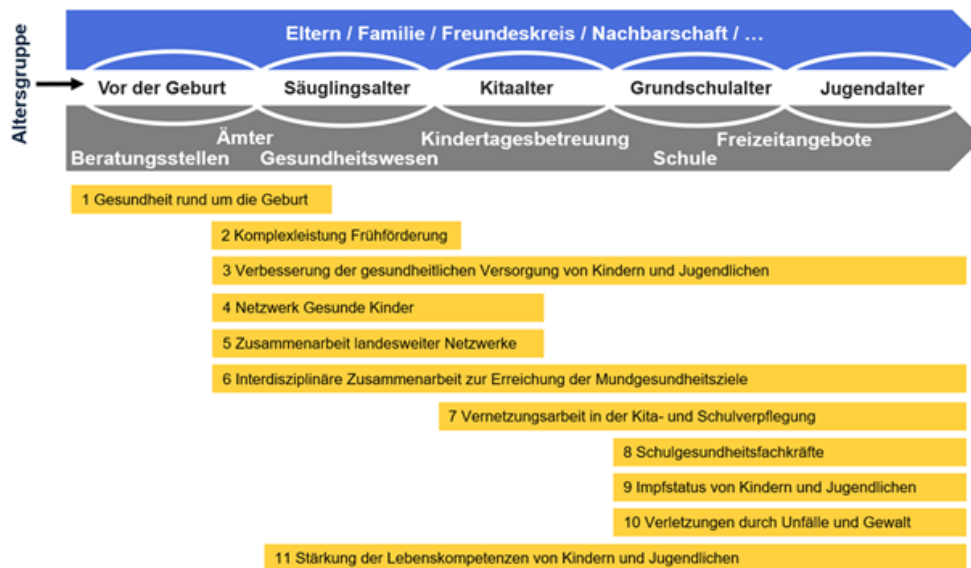 Eltern / Familie / Freundeskreis / Nachbarschaft / ...
Altersgruppe
Vor der Geburt Säuglingsalter Kitaalter Grundschulalter Jugendalter
Ämter Kindertagesbetreuung Freizeitangebote
Beratungsstellen Gesundheitswesen Schule
1 Gesundheit rund um die Geburt
2 Komplexleistung Frühförderung
3 Verbesserung der gesundheitlichen Versorgung von Kindern und Jugendlichen
4 Netzwerk Gesunde Kinder
5 Zusammenarbeit landesweiter Netzwerke
6 Interdisziplinäre Zusammenarbeit zur Erreichung der Mundgesundheitsziele
7 Vernetzungsarbeit in der Kita- und Schulverpflegung
8 Schulgesundheitsfachkräfte
9 Impfstatus von Kindern und Jugendlichen
10 Verletzungen durch Unfälle und Gewalt
11 Stärkung der Lebenskompetenzen von Kindern und Jugendlichen